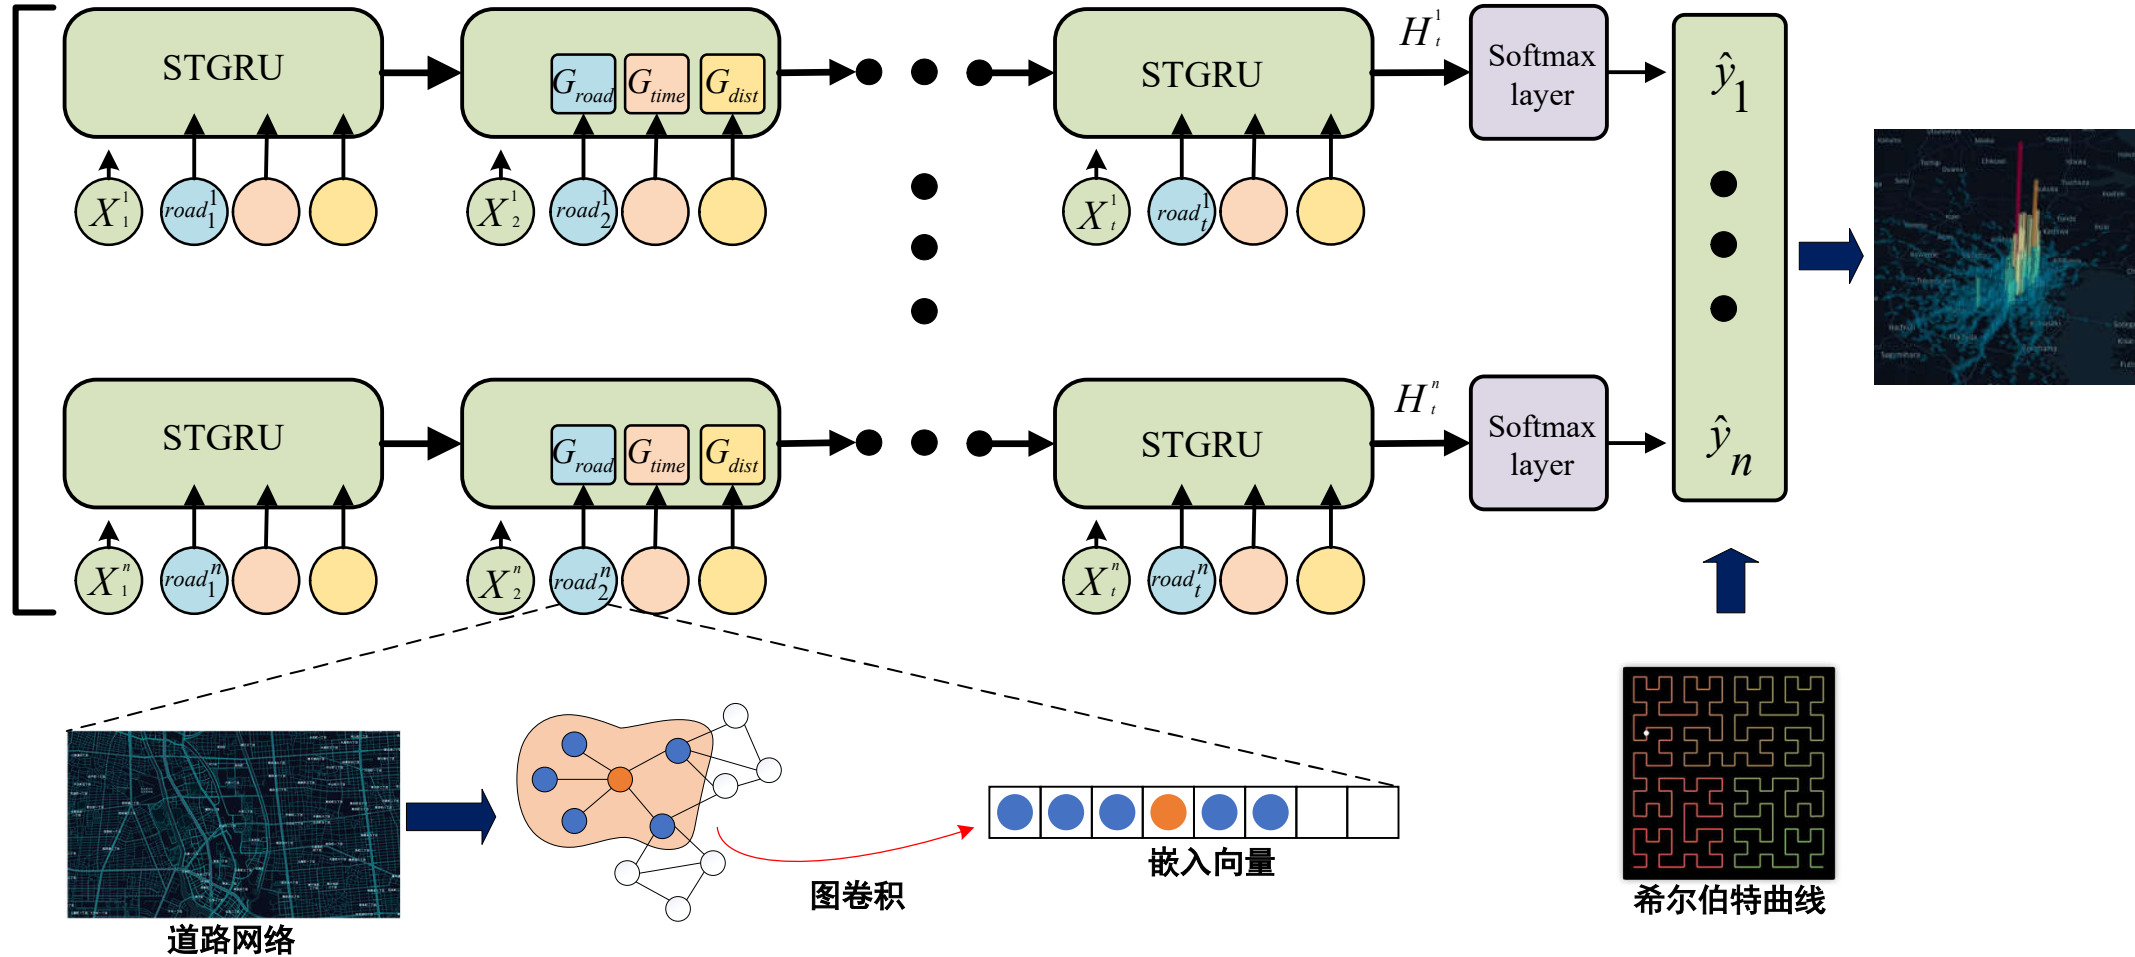 STGRU
G_road G_time G_dist
STGRU
H_t^1
Softmax
layer
ŷ_1
X_1^1
road_1^1
X_2^1
road_2^1
X_t^1
road_t^1
STGRU
G_road G_time G_dist
STGRU
H_t^n
Softmax
layer
ŷ_n
X_1^n
road_1^n
X_2^n
road_2^n
X_t^n
road_t^n
道路网络
图卷积
嵌入向量
希尔伯特曲线